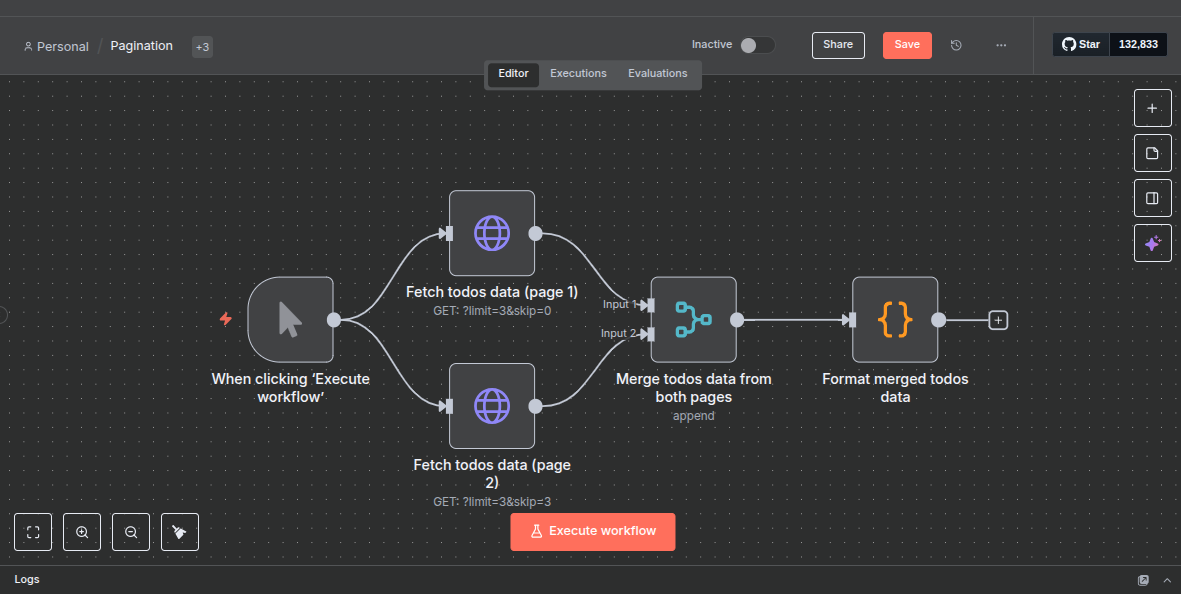 Personal / Pagination +3
Inactive
Share
Save
Star 132,833
Editor Executions Evaluations
Fetch todos data (page 1)
GET: ?limit=3&skip=0
Input 1
Input 2
When clicking ‘Execute
workflow’
Merge todos data from
both pages
append
Format merged todos
data
Fetch todos data (page
2)
GET: ?limit=3&skip=3
Execute workflow
Logs